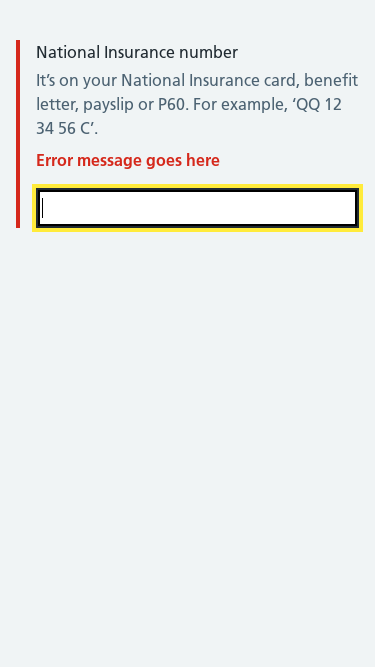 National Insurance number
It’s on your National Insurance card, benefit
letter, payslip or P60. For example, ‘QQ 12
34 56 C’.
Error message goes here